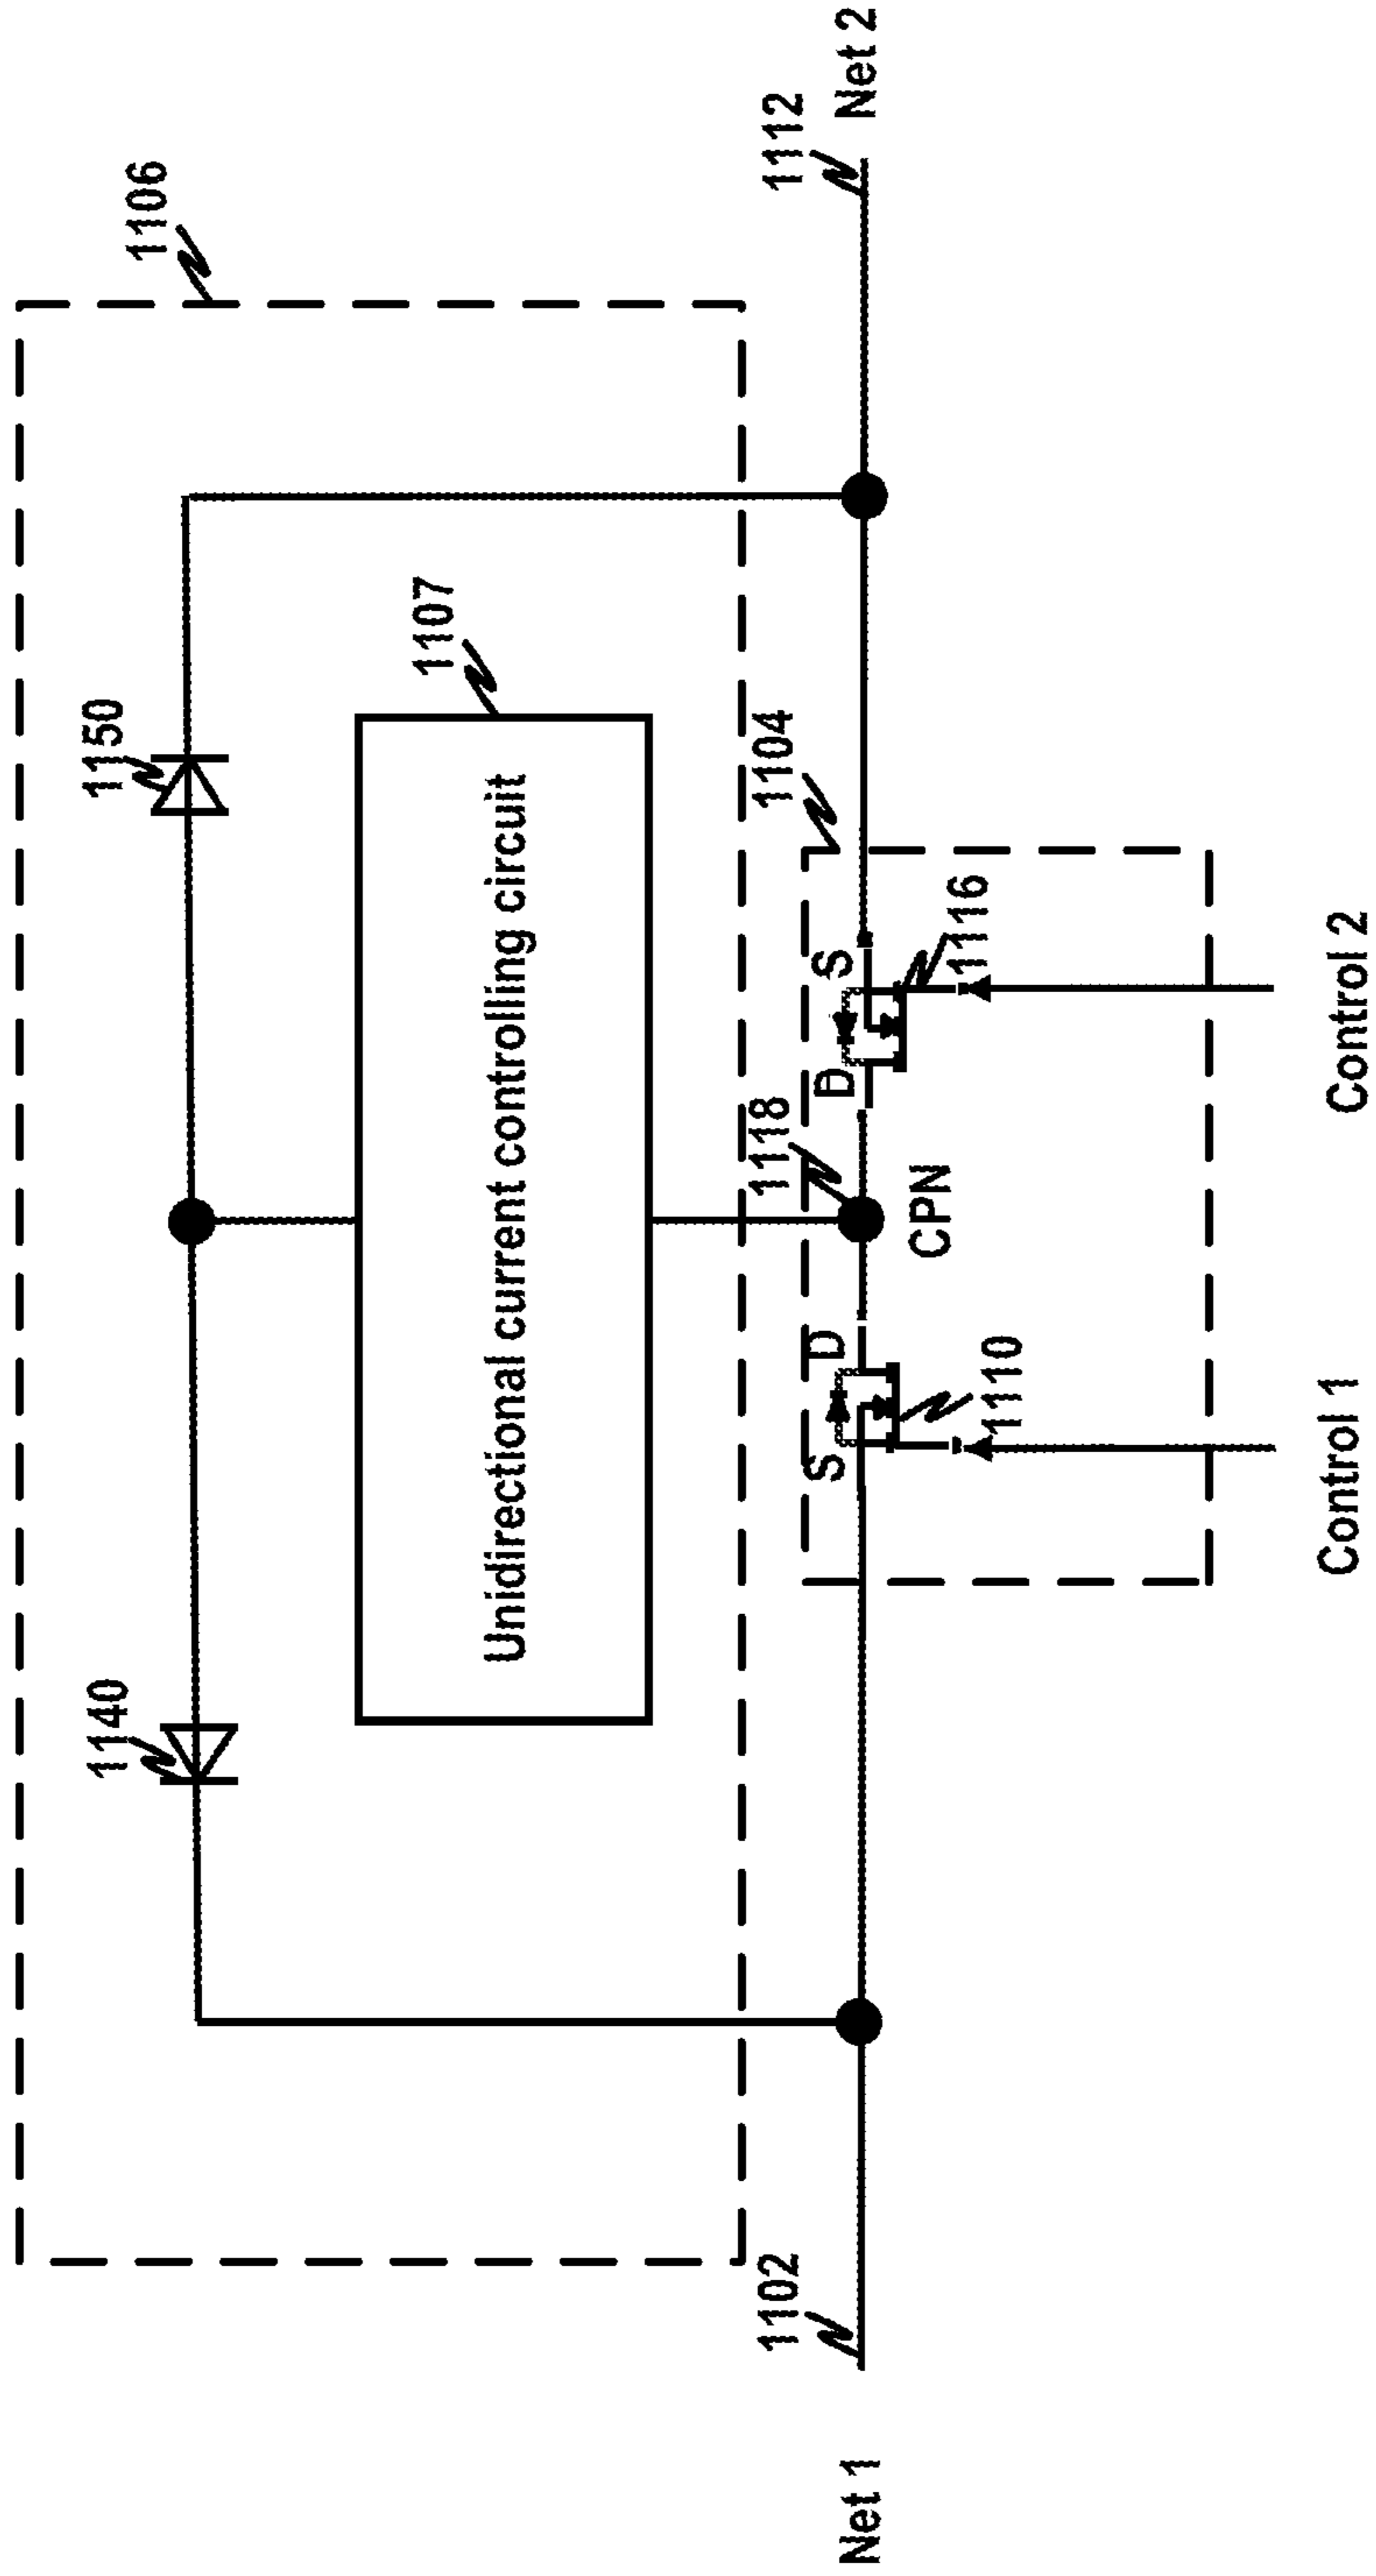 1106
1140
1150
1107
Unidirectional current controlling circuit
1102
1118
1104
1112
Net 1
S
D
D
S
Net 2
CPN
1110
1116
Control 1
Control 2